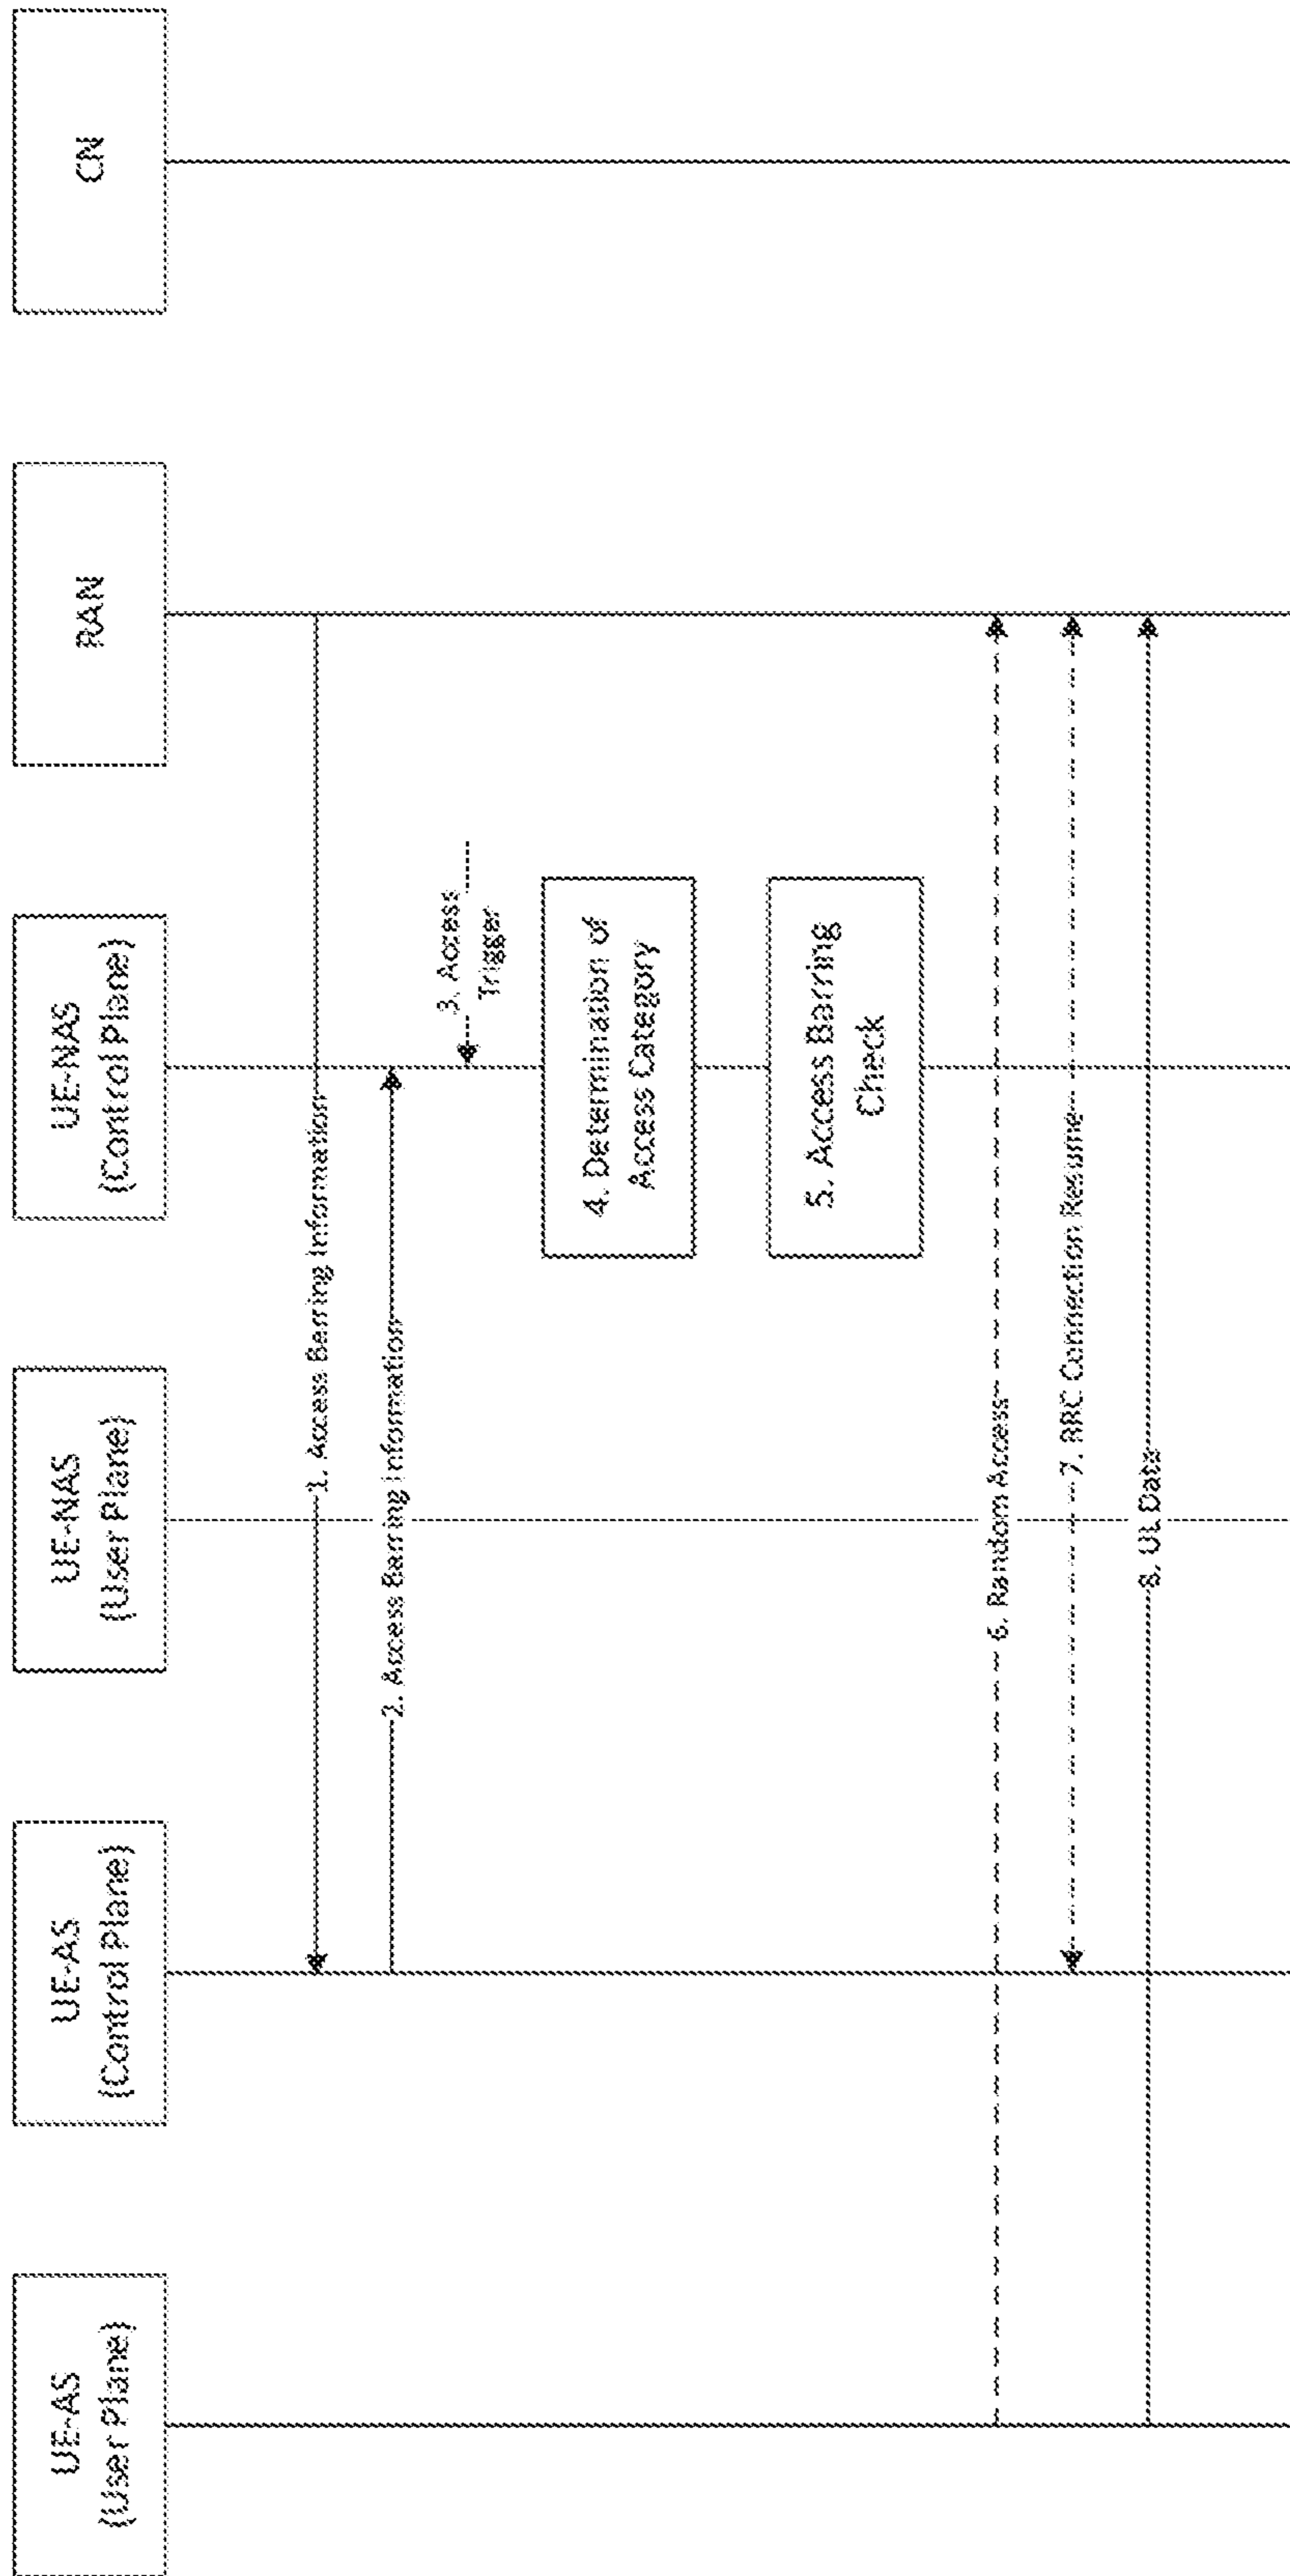 UE-AS
(User Plane)
UE-AS
(Control Plane)
UE-NAS
(User Plane)
UE-NAS
(Control Plane)
RAN
CN
1. Access Barring Information
2. Access Barring Information
3. Access
Trigger
4. Determination of
Access Category
5. Access Barring
Check
6. Random Access
7. RRC Connection Resume
8. UL Data